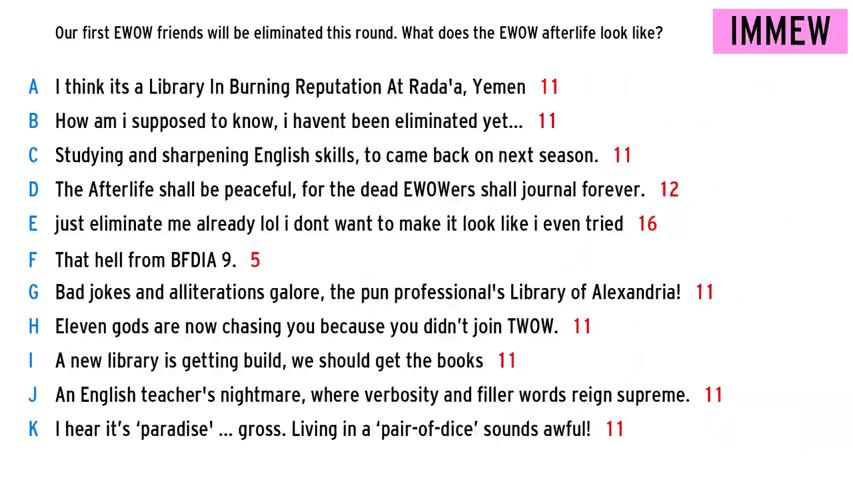 Our first EWOW friends will be eliminated this round. What does the EWOW afterlife look like?
IMMEW
A I think its a Library In Burning Reputation At Rada'a, Yemen 11
B How am i supposed to know, i havent been eliminated yet... 11
C Studying and sharpening English skills, to came back on next season. 11
D The Afterlife shall be peaceful, for the dead EWOWers shall journal forever. 12
E just eliminate me already lol i dont want to make it look like i even tried 16
F That hell from BFDIA 9. 5
G Bad jokes and alliterations galore, the pun professional's Library of Alexandria! 11
H Eleven gods are now chasing you because you didn't join TWOW. 11
I A new library is getting build, we should get the books 11
J An English teacher's nightmare, where verbosity and filler words reign supreme. 11
K I hear it's ‘paradise' ... gross. Living in a ‘pair-of-dice’ sounds awful! 11